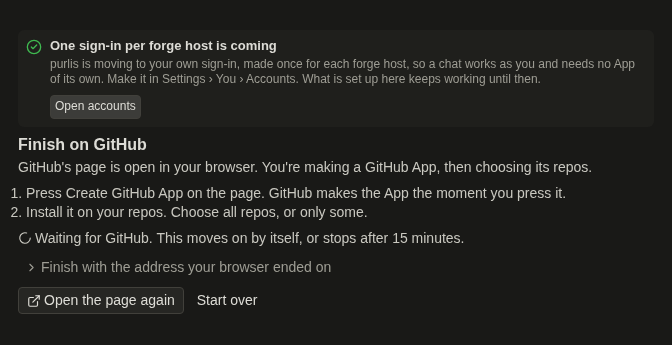 One sign-in per forge host is coming
purlis is moving to your own sign-in, made once for each forge host, so a chat works as you and needs no App
of its own. Make it in Settings › You › Accounts. What is set up here keeps working until then.
Open accounts
Finish on GitHub
GitHub's page is open in your browser. You're making a GitHub App, then choosing its repos.
1. Press Create GitHub App on the page. GitHub makes the App the moment you press it.
2. Install it on your repos. Choose all repos, or only some.
Waiting for GitHub. This moves on by itself, or stops after 15 minutes.
Finish with the address your browser ended on
Open the page again
Start over